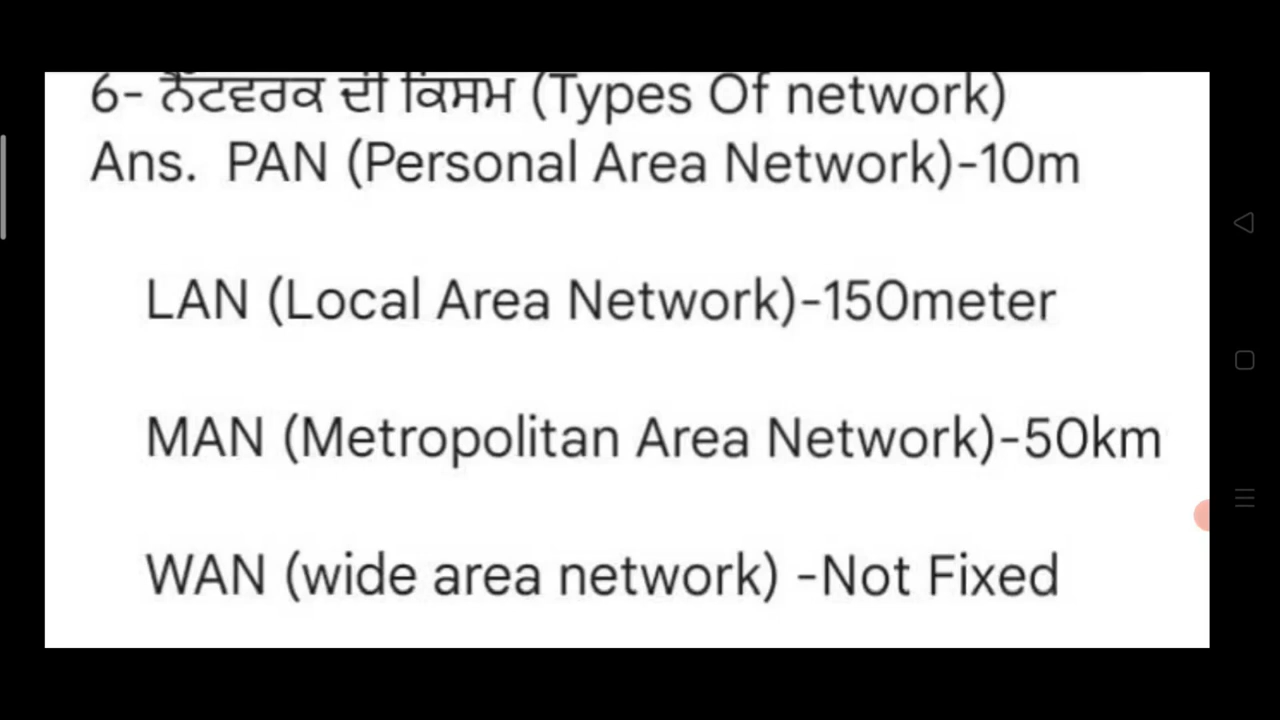 6- ਨੈੱਟਵਰਕ ਦੀ ਕਿਸਮ (Types Of network)
Ans. PAN (Personal Area Network)-10m
LAN (Local Area Network)-150meter
MAN (Metropolitan Area Network)-50km
WAN (wide area network) -Not Fixed